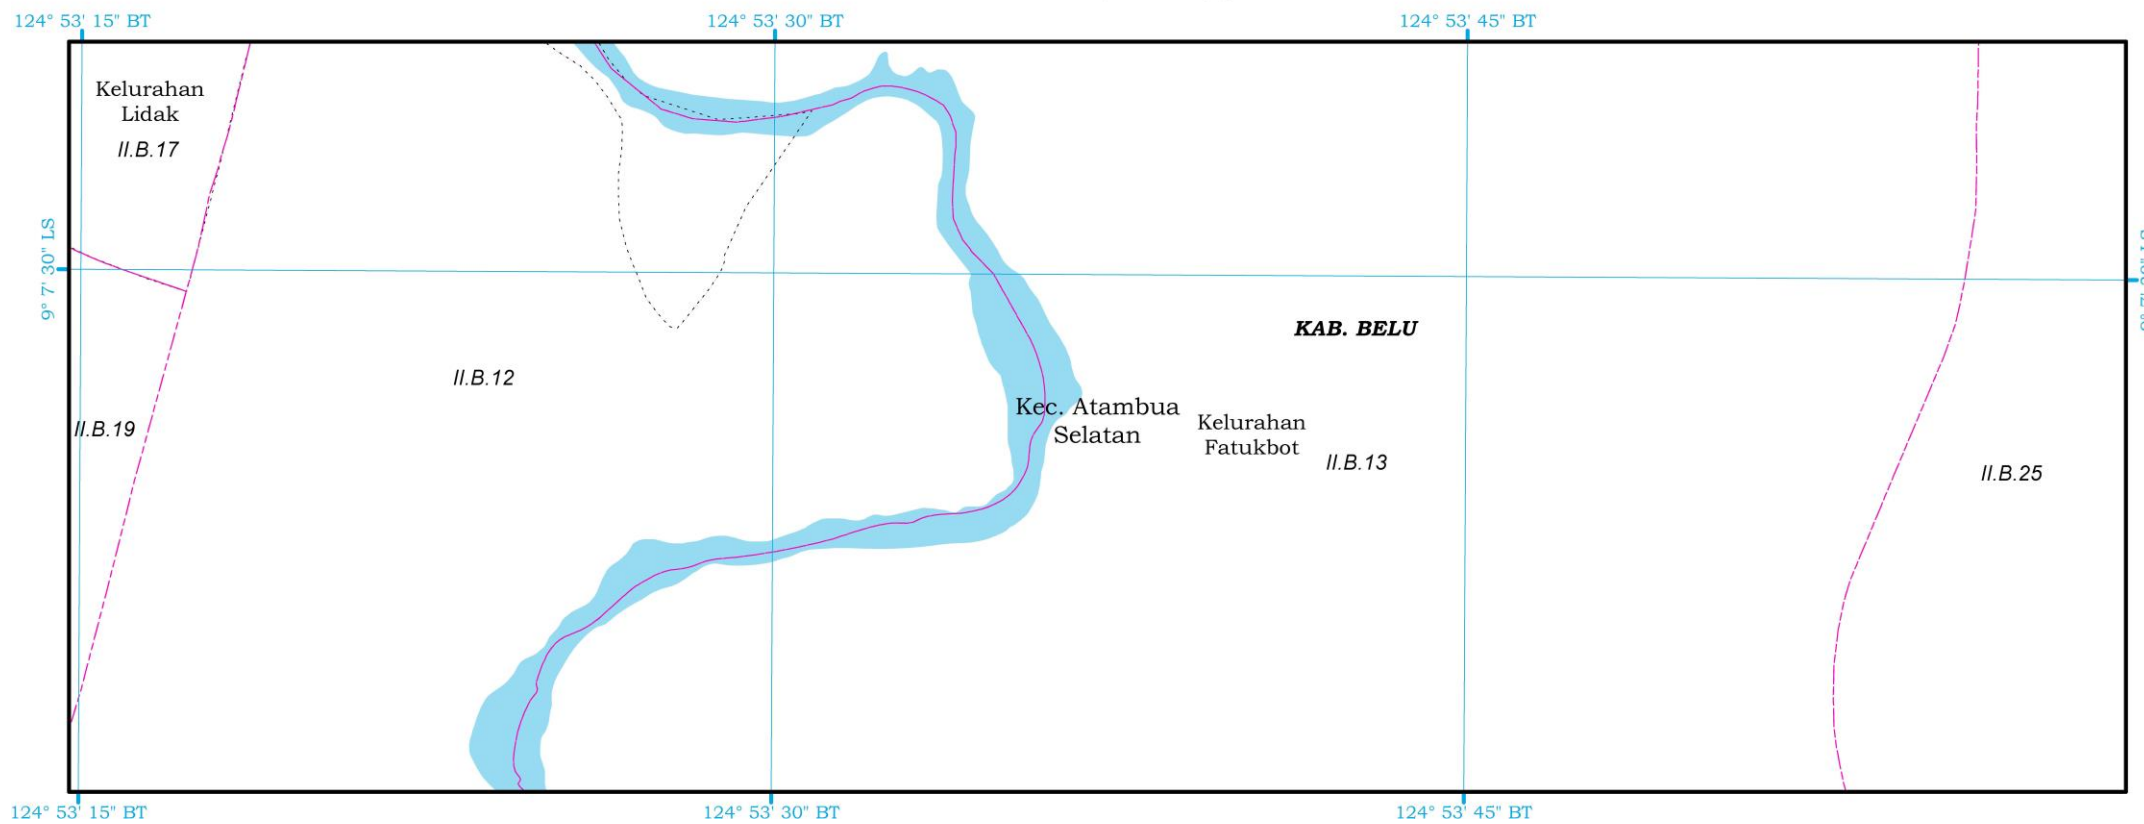 124° 53' 15" BT
124° 53' 30" BT
124° 53' 45" BT
Kelurahan
Lidak
II.B.17
9° 7' 30" LS
KAB. BELU
II.B.12
Kec. Atambua
Selatan
Kelurahan
Fatukbot
II.B.19
II.B.13
II.B.25
124° 53' 15" BT
124° 53' 30" BT
124° 53' 45" BT